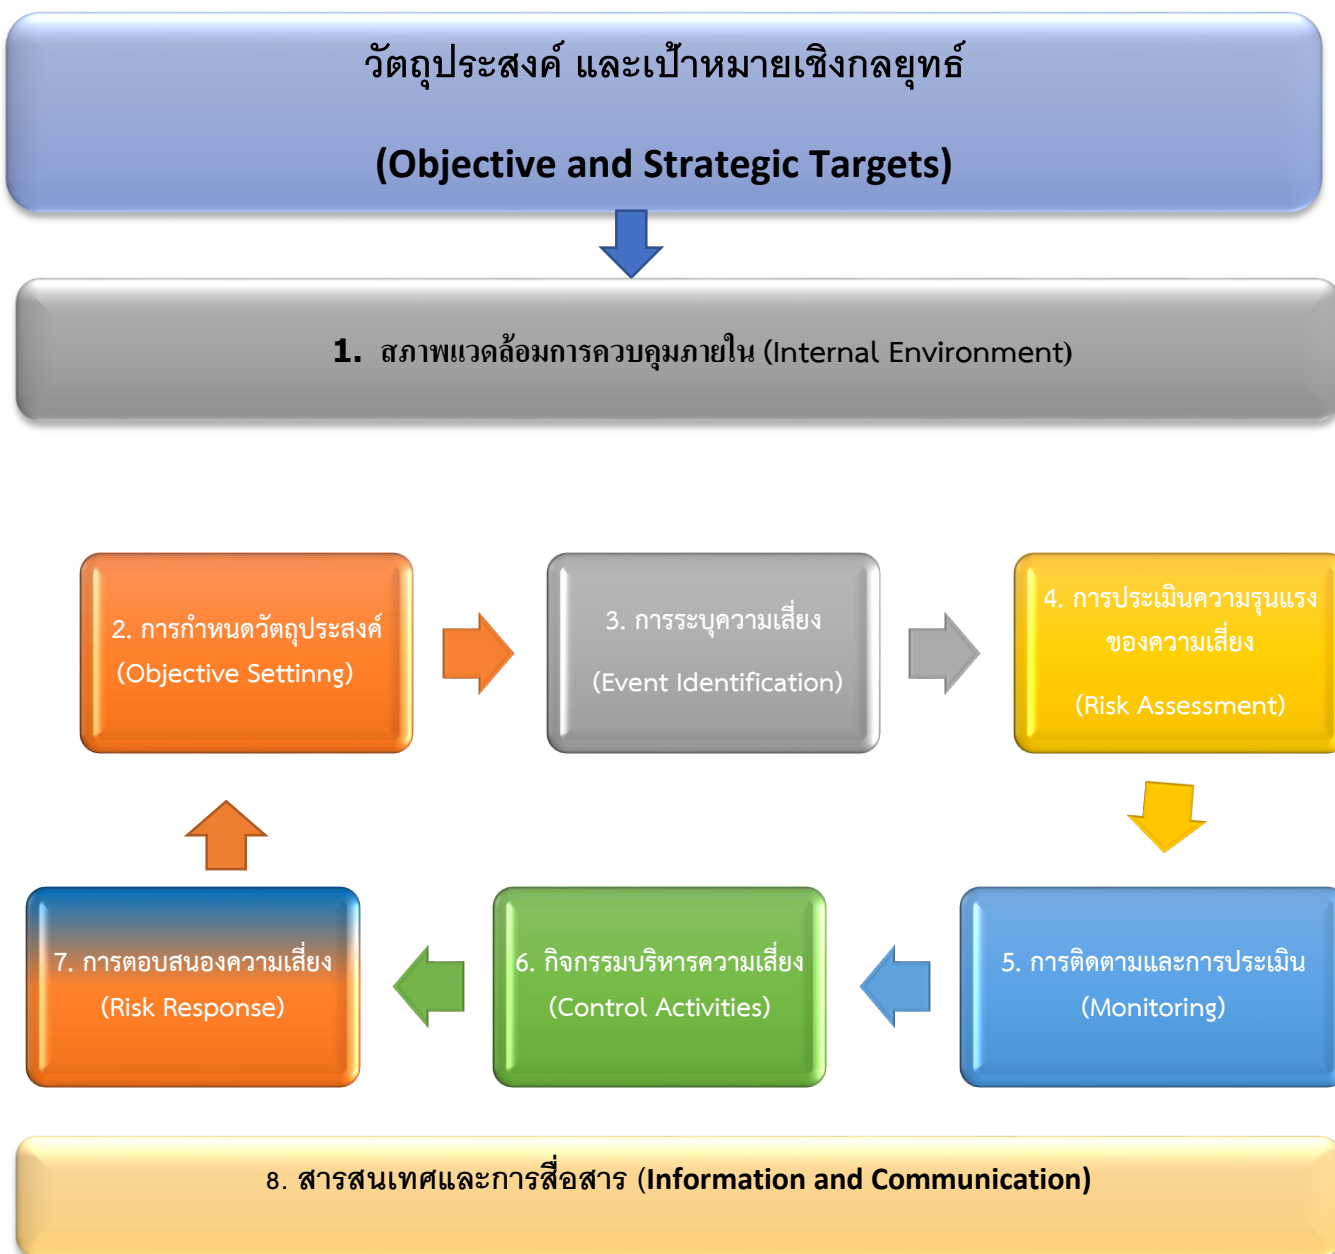 วัตถุประสงค์ และเป้าหมายเชิงกลยุทธ์
(Objective and Strategic Targets)
1. สภาพแวดล้อมการควบคุมภายใน (Internal Environment)
2. การกำหนดวัตถุประสงค์
(Objective Settinng)
3. การระบุความเสี่ยง
(Event Identification)
4. การประเมินความรุนแรง
ของความเสี่ยง
(Risk Assessment)
5. การติดตามและการประเมิน
(Monitoring)
6. กิจกรรมบริหารความเสี่ยง
(Control Activities)
7. การตอบสนองความเสี่ยง
(Risk Response)
8. สารสนเทศและการสื่อสาร (Information and Communication)